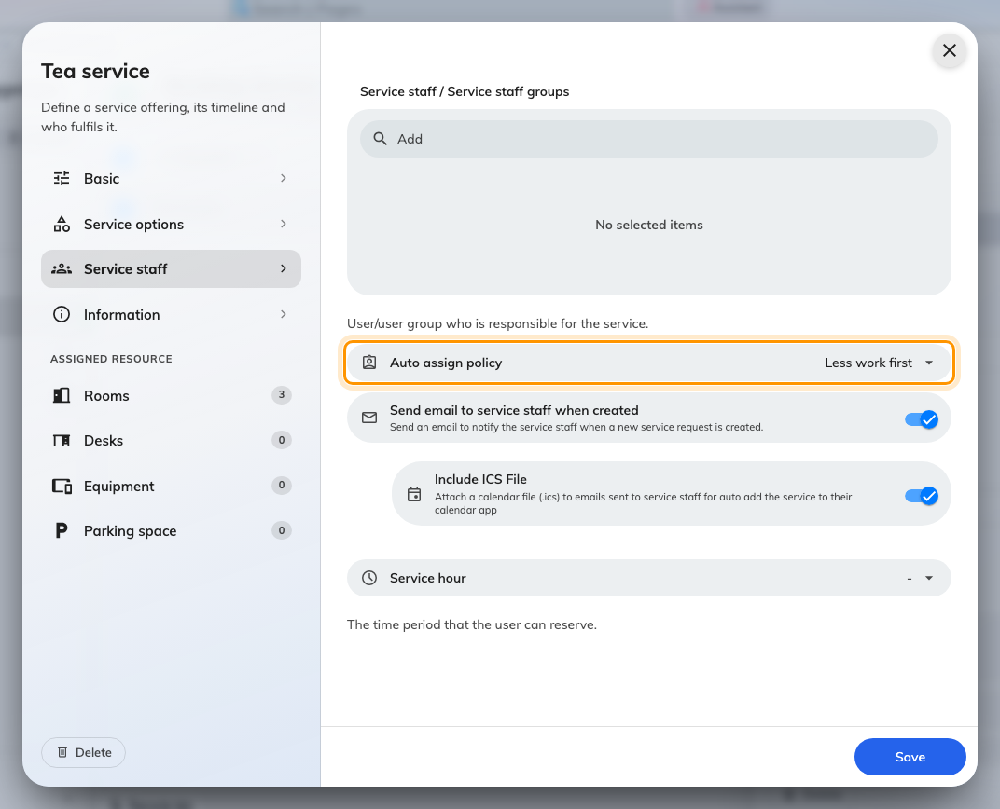 Tea service
Define a service offering, its timeline and
who fulfils it.
Basic
Service options
Service staff
Information
ASSIGNED RESOURCE
Rooms
3
Desks
0
Equipment
0
Parking space
0
Delete
Service staff / Service staff groups
Add
No selected items
User/user group who is responsible for the service.
Auto assign policy
Less work first
Send email to service staff when created
Send an email to notify the service staff when a new service request is created.
Include ICS File
Attach a calendar file (.ics) to emails sent to service staff for auto add the service to their
calendar app
Service hour
-
The time period that the user can reserve.
Save